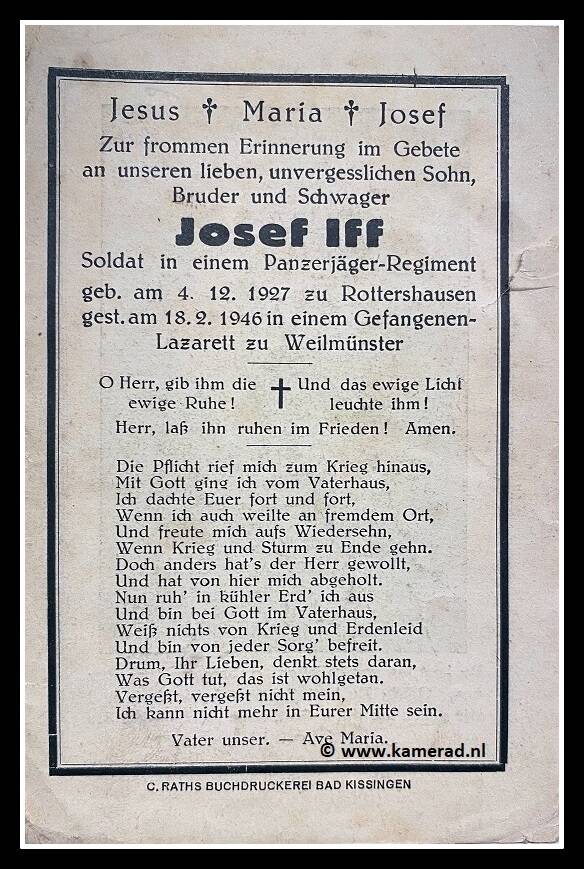 Jesus † Maria † Josef
Zur frommen Erinnerung im Gebete
an unseren lieben, unvergesslichen Sohn,
Bruder und Schwager
Josef Iff
Soldat in einem Panzerjäger-Regiment
geb. am 4. 12. 1927 zu Rottershausen
gest. am 18. 2. 1946 in einem Gefangenen-
Lazarett zu Weilmünster
O Herr, gib ihm die † Und das ewige Licht
ewige Ruhe! leuchte ihm!
Herr, laß ihn ruhen im Frieden! Amen.
Die Pflicht rief mich zum Krieg hinaus,
Mit Gott ging ich vom Vaterhaus,
Ich dachte Euer fort und fort,
Wenn ich auch weilte an fremdem Ort,
Und freute mich aufs Wiedersehn,
Wenn Krieg und Sturm zu Ende gehn.
Doch anders hat's der Herr gewollt,
Und hat von hier mich abgeholt.
Nun ruh' in kühler Erd' ich aus
Und bin bei Gott im Vaterhaus,
Weiß nichts von Krieg und Erdenleid
Und bin von jeder Sorg' befreit.
Drum, Ihr Lieben, denkt stets daran,
Was Gott tut, das ist wohlgetan.
Vergeßt, vergeßt nicht mein,
Ich kann nicht mehr in Eurer Mitte sein.
Vater unser. — Ave Maria.
© www.kamerad.nl
C. RATHS BUCHDRUCKEREI BAD KISSINGEN